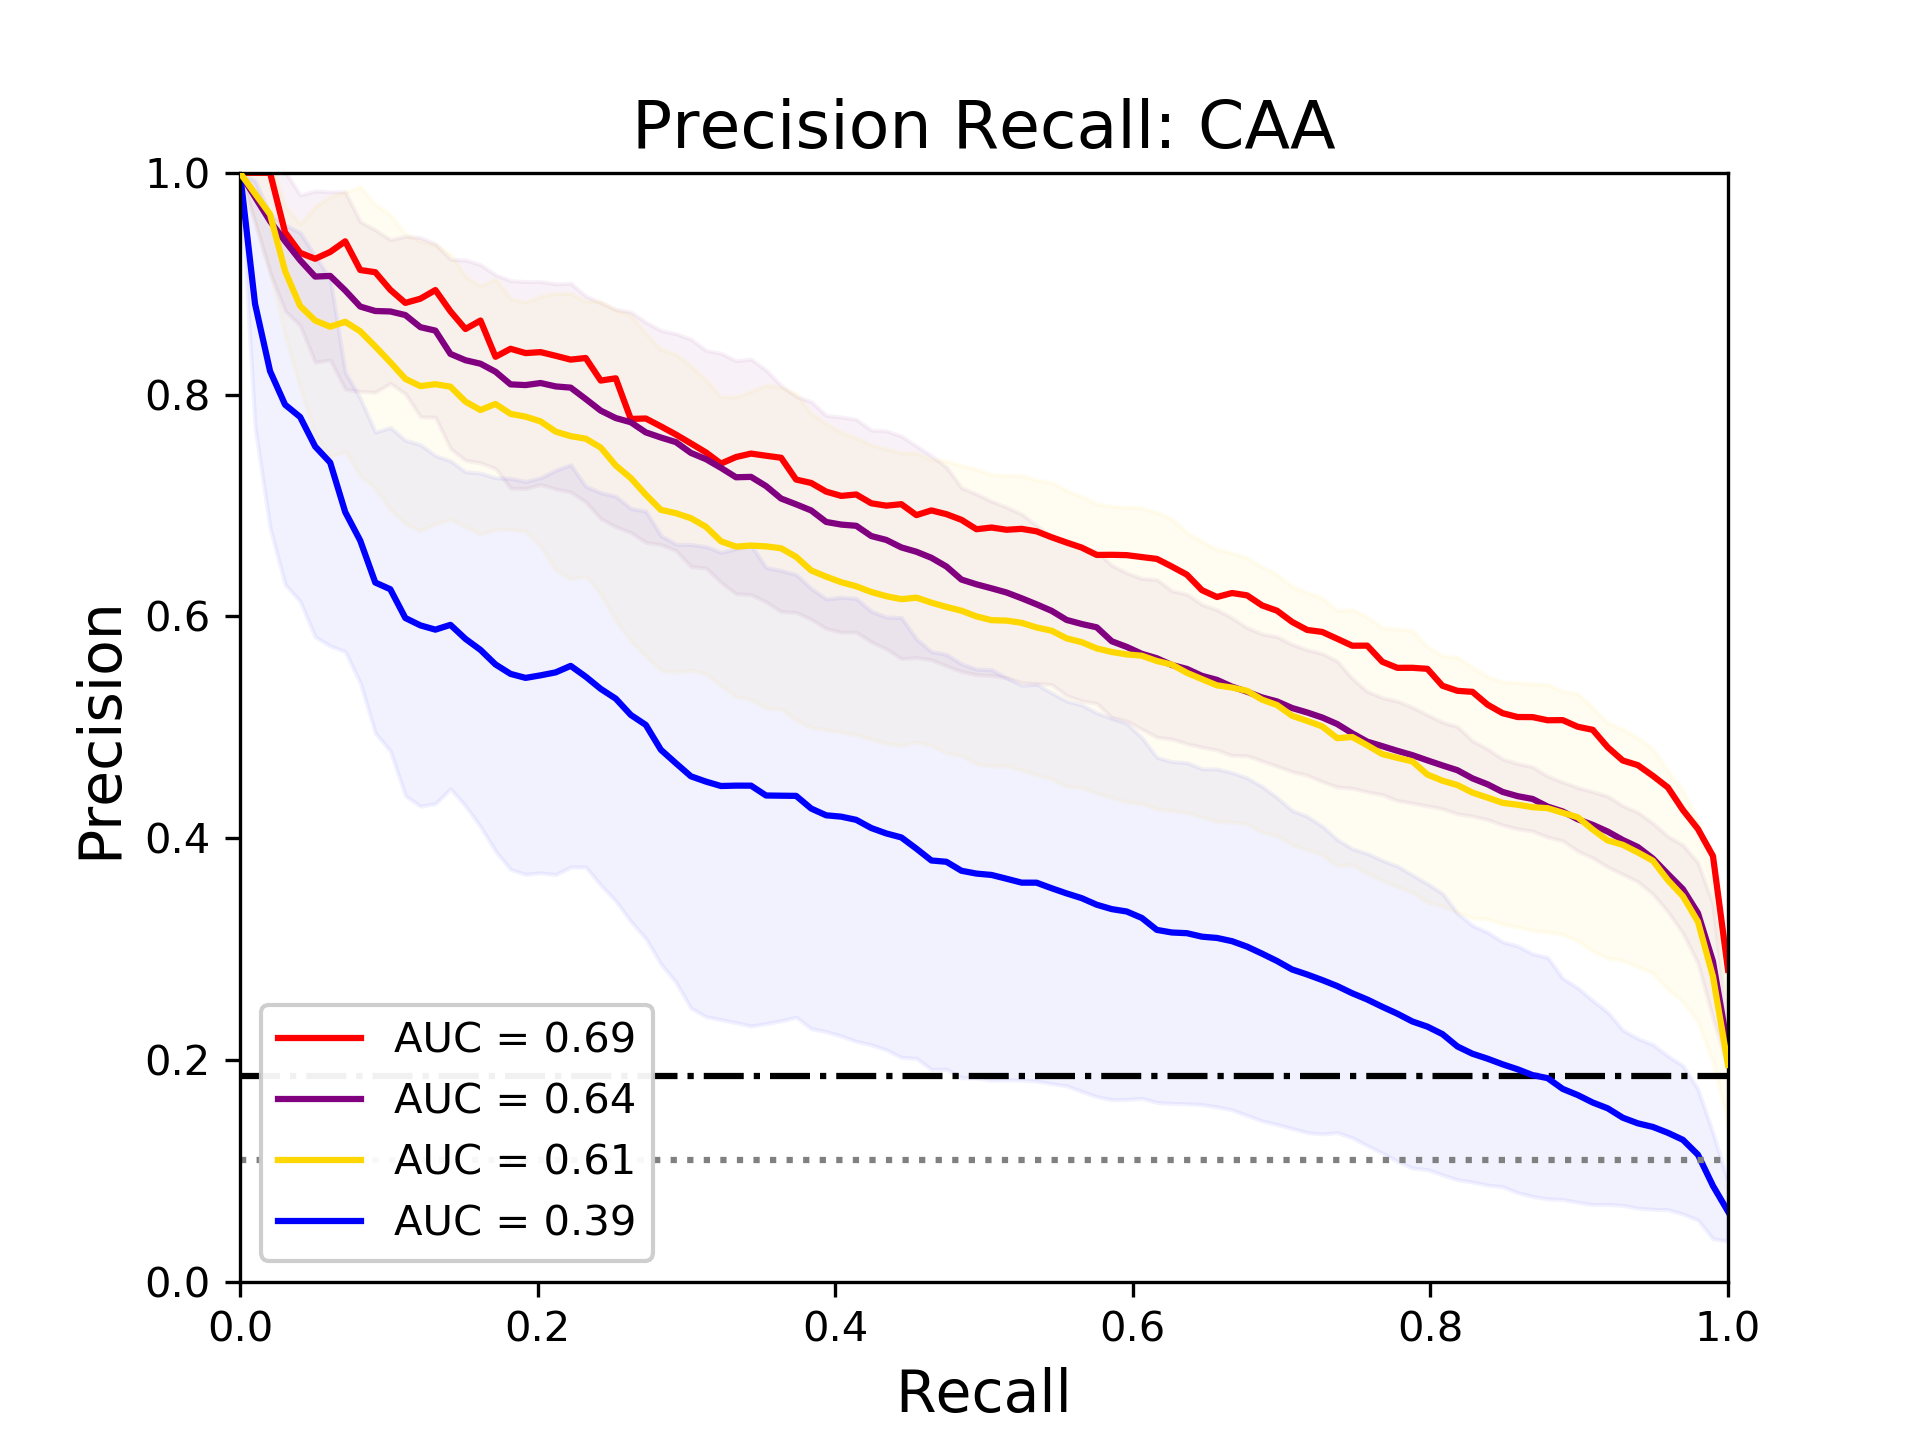 Precision Recall: CAA
Precision
1.0
0.8
0.6
0.4
0.2
0.0
AUC = 0.69
AUC = 0.64
AUC = 0.61
AUC = 0.39
0.0 0.2 0.4 0.6 0.8 1.0
Recall